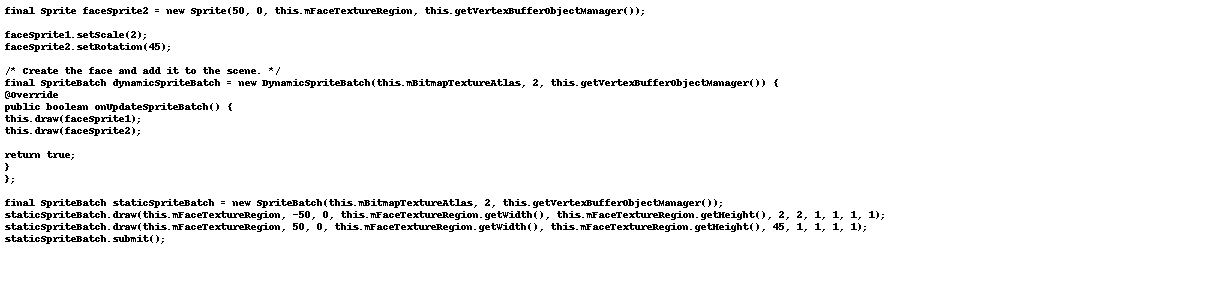 final Sprite faceSprite2 = new Sprite(50, 0, this.mFaceTextureRegion, this.getVertexBufferObjectManager());
faceSprite1.setScale(2);
faceSprite2.setRotation(45);
/* Create the face and add it to the scene. */
final SpriteBatch dynamicSpriteBatch = new DynamicSpriteBatch(this.mBitmapTextureAtlas, 2, this.getVertexBufferObjectManager()) {
@Override
public boolean onUpdateSpriteBatch() {
this.draw(faceSprite1);
this.draw(faceSprite2);
return true;
}
};
final SpriteBatch staticSpriteBatch = new SpriteBatch(this.mBitmapTextureAtlas, 2, this.getVertexBufferObjectManager());
staticSpriteBatch.draw(this.mFaceTextureRegion, -50, 0, this.mFaceTextureRegion.getWidth(), this.mFaceTextureRegion.getHeight(), 2, 2, 1, 1, 1, 1);
staticSpriteBatch.draw(this.mFaceTextureRegion, 50, 0, this.mFaceTextureRegion.getWidth(), this.mFaceTextureRegion.getHeight(), 45, 1, 1, 1, 1);
staticSpriteBatch.submit();